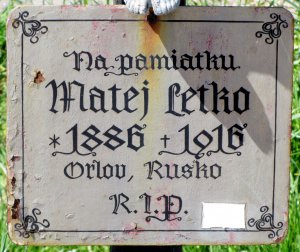 Na pamiatku
Matej Letko
* 1886 + 1916
Orlov, Rusko
R.I.P.